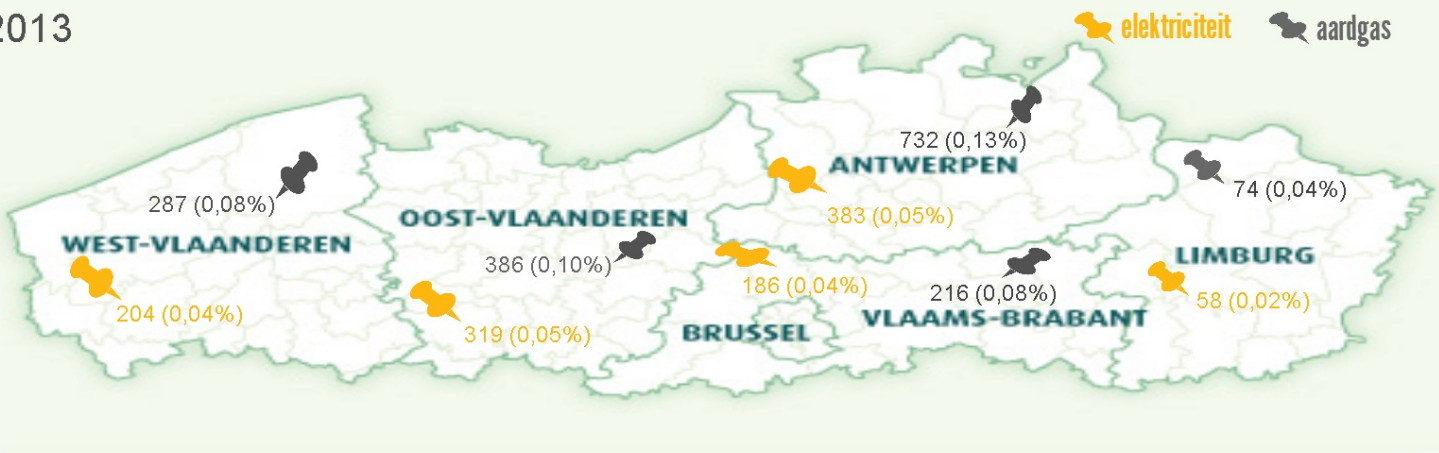 2013
elektriciteit
aardgas
732 (0,13%)
ANTWERPEN
383 (0,05%)
74 (0,04%)
LIMBURG
58 (0,02%)
287 (0,08%)
WEST-VLAANDEREN
204 (0,04%)
OOST-VLAANDEREN
386 (0,10%)
319 (0,05%)
186 (0,04%)
BRUSSEL
216 (0,08%)
VLAAMS-BRABANT